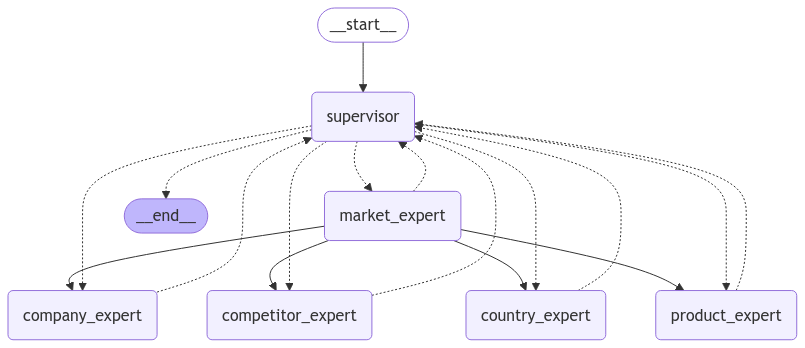 __start__
supervisor
__end__
market_expert
company_expert
competitor_expert
country_expert
product_expert